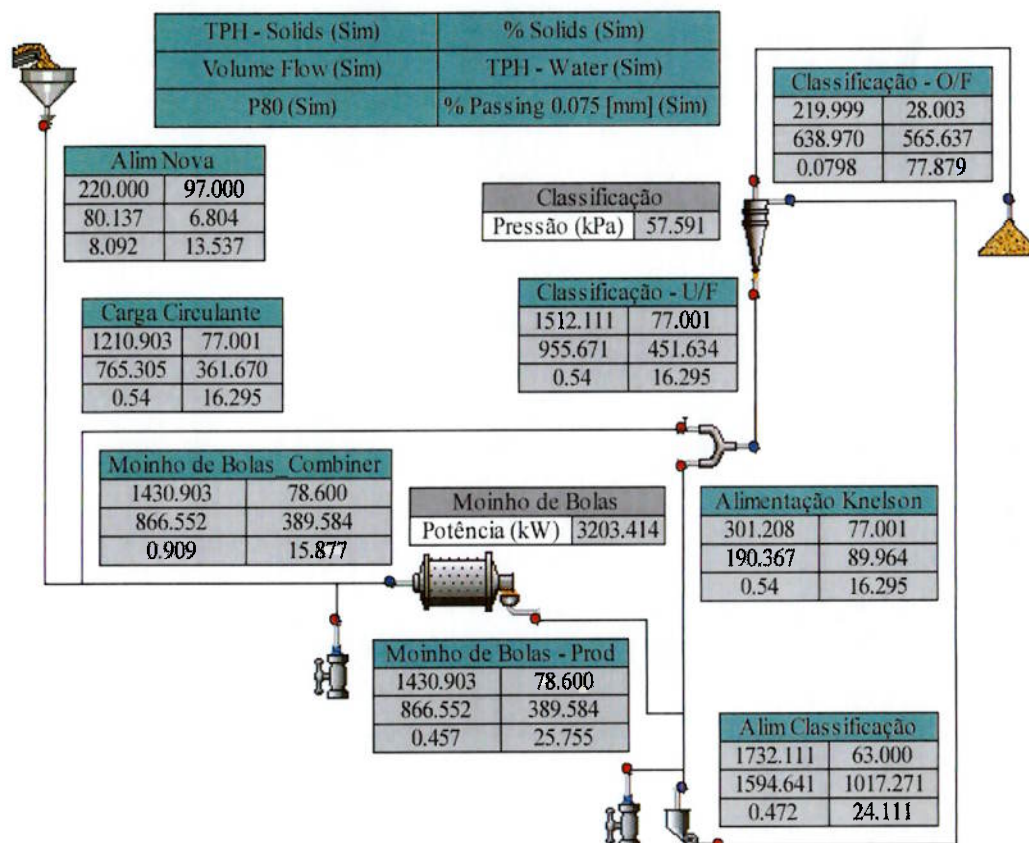 TPH - Solids (Sim) % Solids (Sim)
Volume Flow (Sim) TPH - Water (Sim)
P80 (Sim) % Passing 0.075 [mm] (Sim)
Classificação - O/F
219.999 28.003
638.970 565.637
0.0798 77.879
Alim Nova
220.000 97.000
80.137 6.804
8.092 13.537
Classificação
Pressão (kPa) 57.591
Classificação - U/F
1512.111 77.001
955.671 451.634
0.54 16.295
Carga Circulante
1210.903 77.001
765.305 361.670
0.54 16.295
Moinho de Bolas_Combiner
1430.903 78.600
866.552 389.584
0.909 15.877
Moinho de Bolas
Potência (kW) 3203.414
Alimentação Knelson
301.208 77.001
190.367 89.964
0.54 16.295
Moinho de Bolas - Prod
1430.903 78.600
866.552 389.584
0.457 25.755
Alim Classificação
1732.111 63.000
1594.641 1017.271
0.472 24.111